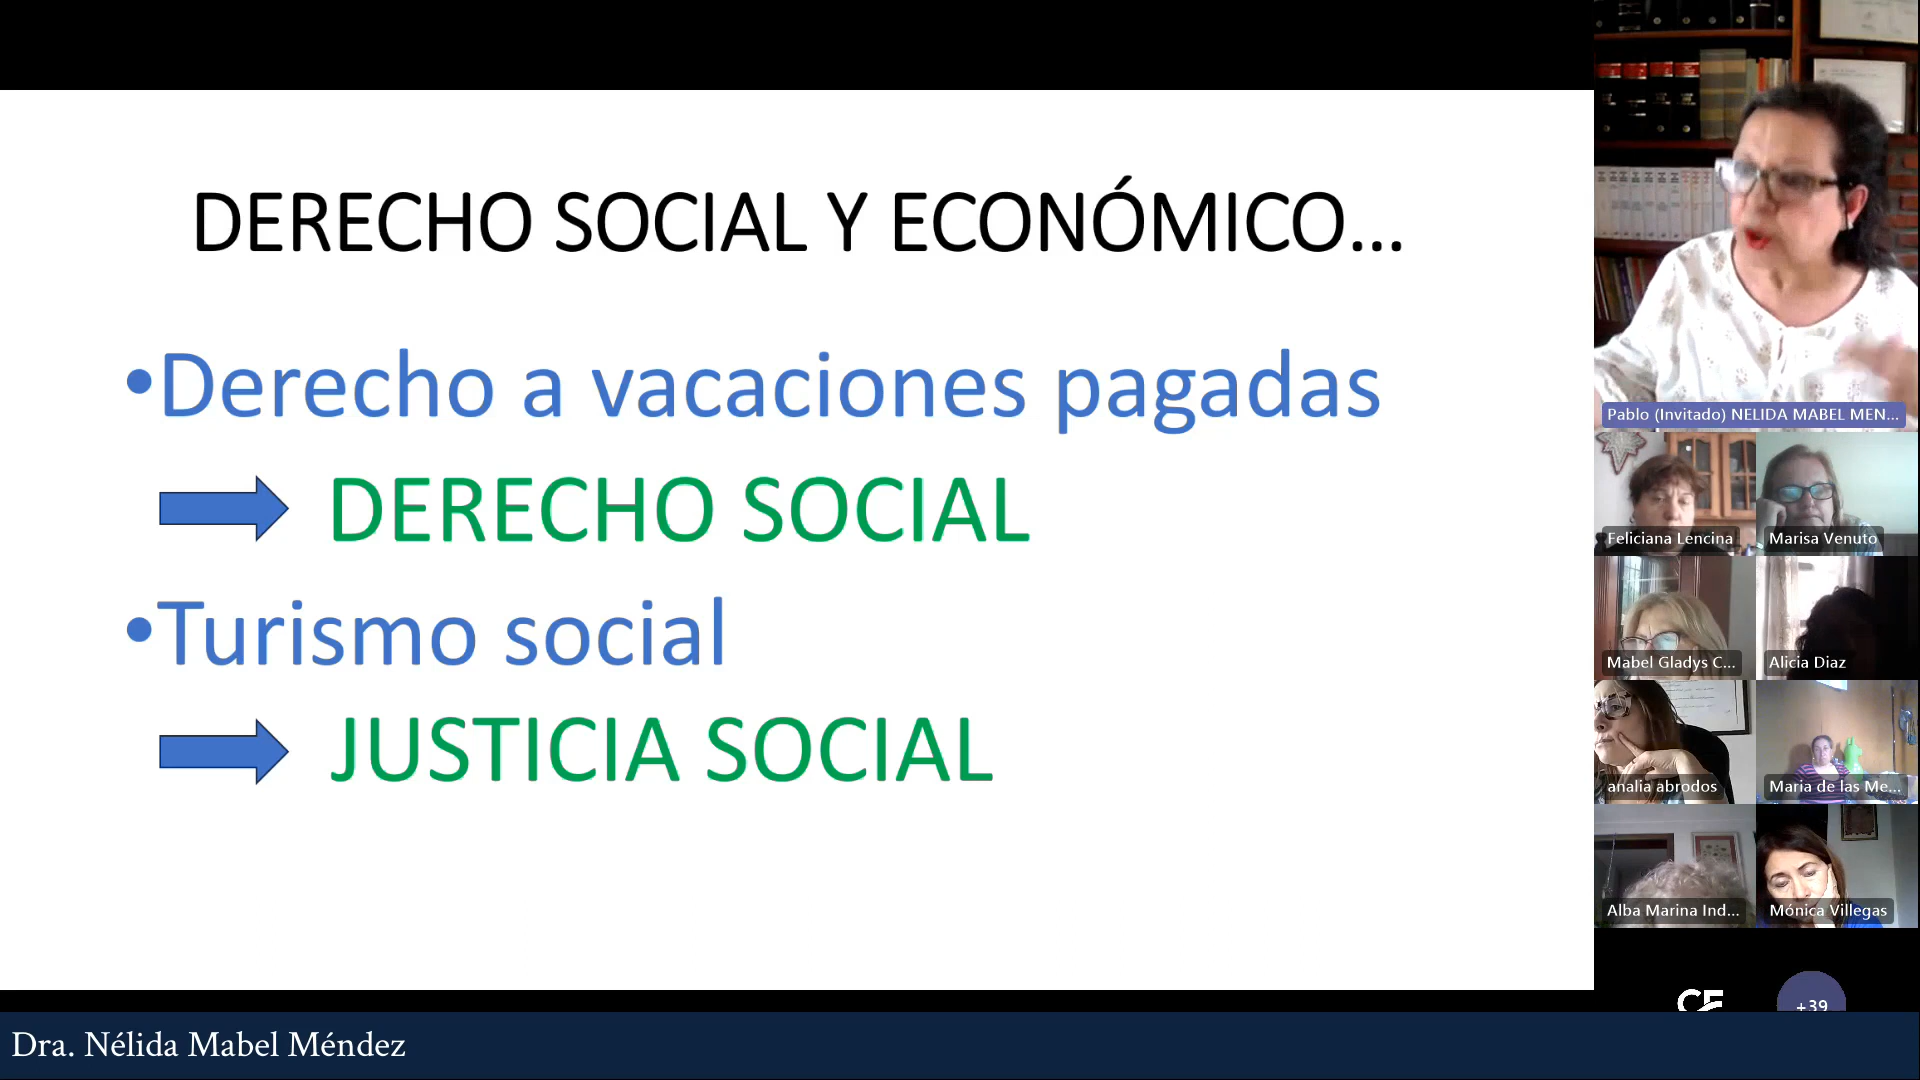 DERECHO SOCIAL Y ECONÓMICO...
•Derecho a vacaciones pagadas
DERECHO SOCIAL
•Turismo social
JUSTICIA SOCIAL
Pablo (Invitado) NELIDA MABEL MEN...
Feliciana Lencina
Marisa Venuto
Mabel Gladys C...
Alicia Diaz
analia abrodos
Maria de las Me...
Alba Marina Ind...
Mónica Villegas
CF
+39
Dra. Nélida Mabel Méndez